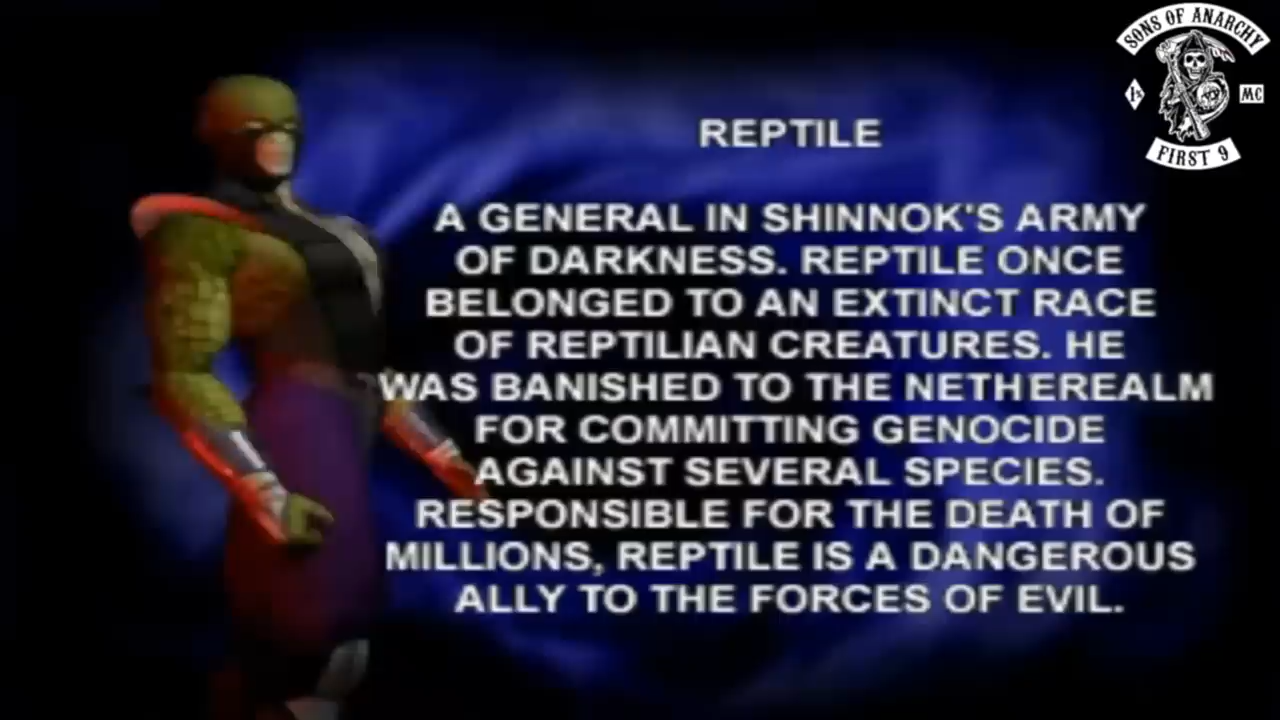 SONS OF ANARCHY
1%
MC
FIRST 9
REPTILE
A GENERAL IN SHINNOK'S ARMY
OF DARKNESS. REPTILE ONCE
BELONGED TO AN EXTINCT RACE
OF REPTILIAN CREATURES. HE
WAS BANISHED TO THE NETHEREALM
FOR COMMITTING GENOCIDE
AGAINST SEVERAL SPECIES.
RESPONSIBLE FOR THE DEATH OF
MILLIONS, REPTILE IS A DANGEROUS
ALLY TO THE FORCES OF EVIL.